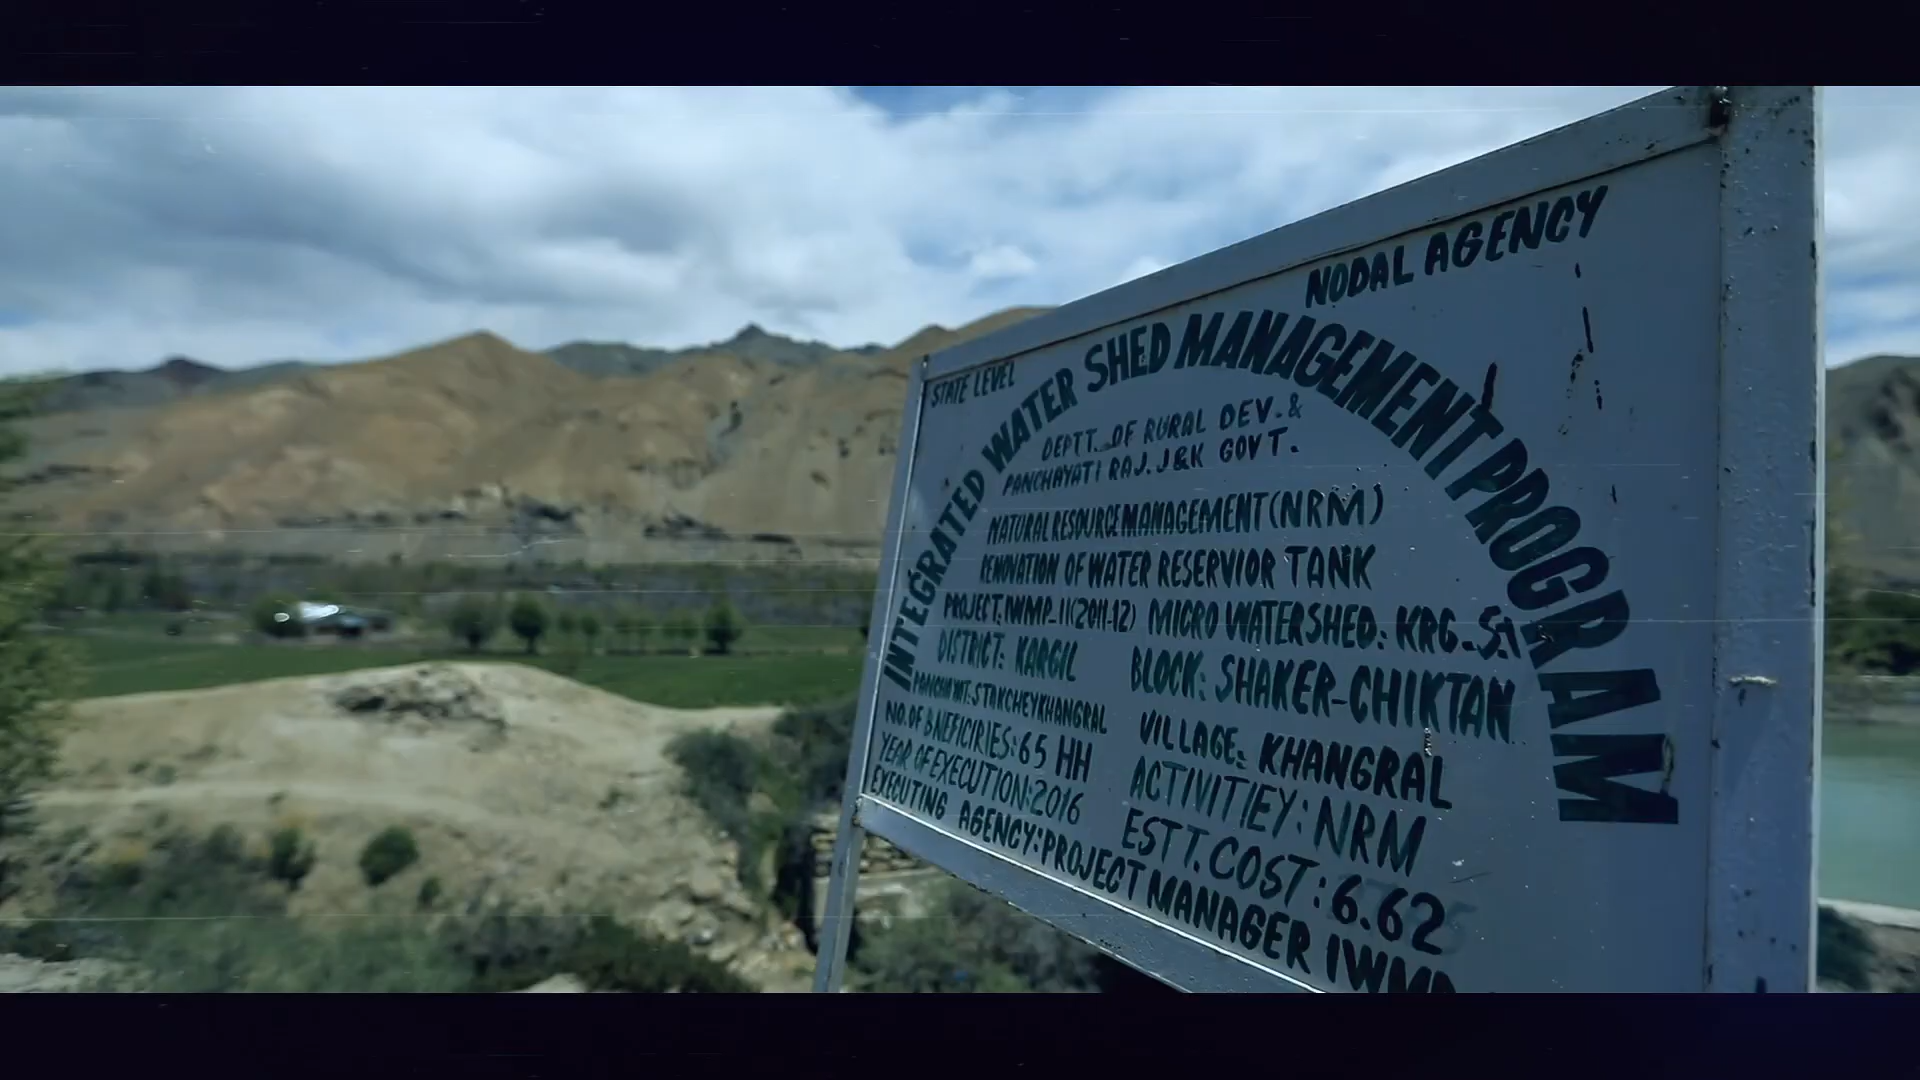 STATE LEVEL
NODAL AGENCY
INTEGRATED WATER SHED MANAGEMENT PROGRAM
DEPTT. OF RURAL DEV. &
PANCHAYATI RAJ. J&K GOVT.
NATURAL RESOURCE MANAGEMENT (NRM)
RENOVATION OF WATER RESERVIOR TANK
PROJECT: IWMP-11(2011-12) MICRO WATERSHED: KRG-S1
DISTRICT: KARGIL BLOCK: SHAKER-CHIKTAN
PANCHAYAT: STAKCHEY KHANGRAL VILLAGE: KHANGRAL
NO. OF BNEFICIRIES: 65 HH ACTIVITIEY: NRM
YEAR OF EXECUTION: 2016 ESTT. COST: 6.62
EXECUTING AGENCY: PROJECT MANAGER